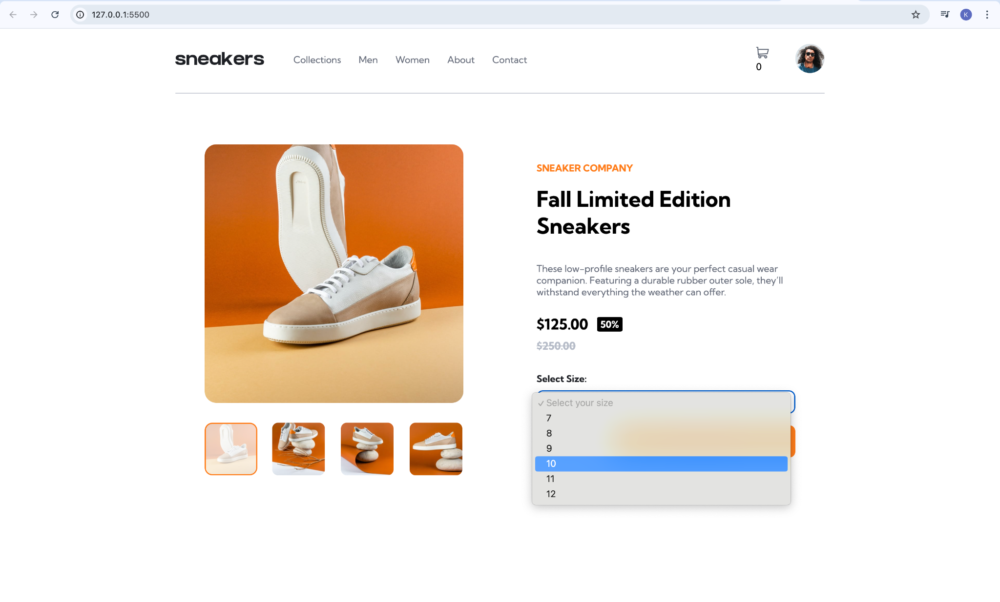 127.0.0.1:5500
K
sneakers
Collections
Men
Women
About
Contact
0
SNEAKER COMPANY
Fall Limited Edition
Sneakers
These low-profile sneakers are your perfect casual wear
companion. Featuring a durable rubber outer sole, they’ll
withstand everything the weather can offer.
$125.00 50%
$250.00
Select Size:
✓ Select your size
7
8
9
10
11
12